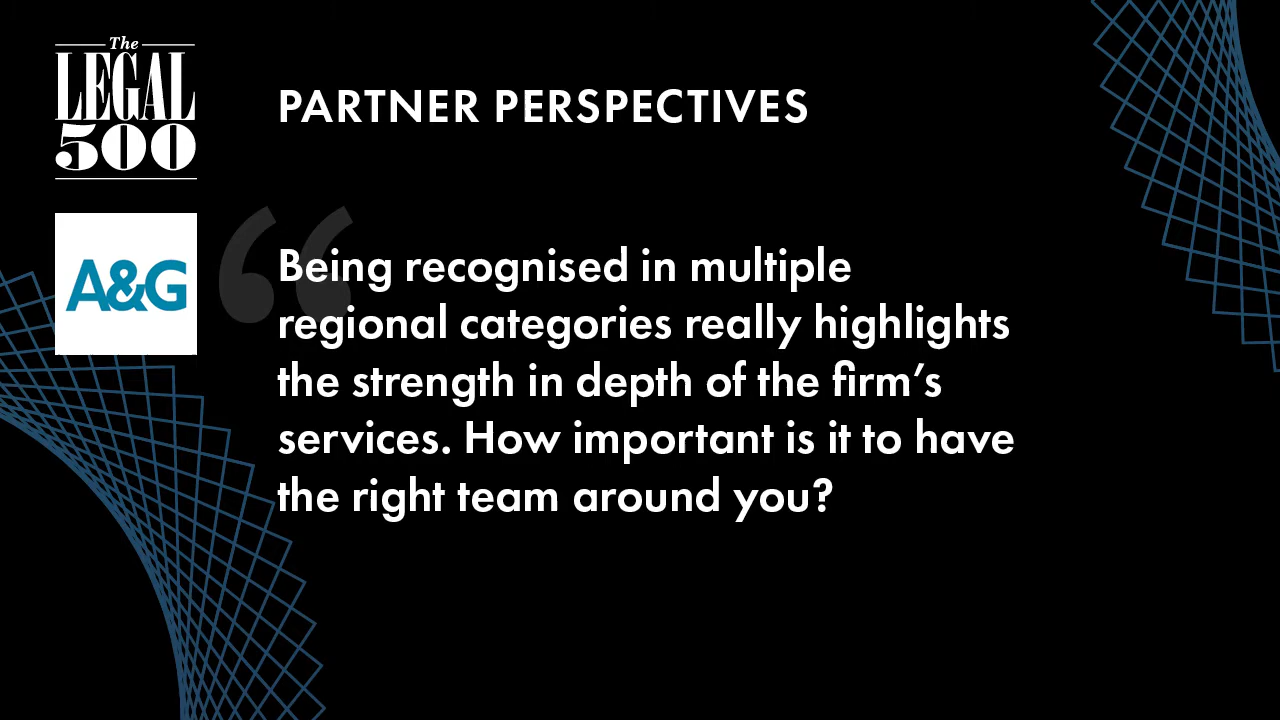 The
LEGAL
500
PARTNER PERSPECTIVES
A&G
“
Being recognised in multiple
regional categories really highlights
the strength in depth of the firm’s
services. How important is it to have
the right team around you?